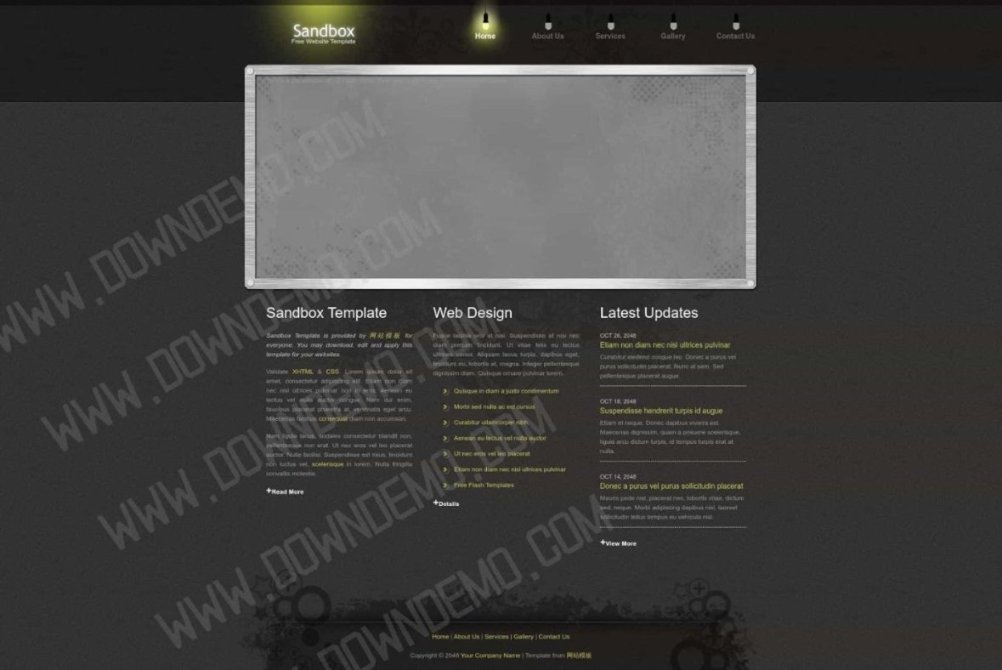 Sandbox
Free Website Template
Home
About Us
Services
Gallery
Contact Us
Sandbox Template
Sandbox Template is provided by 网站模板 for
everyone. You may download, edit and apply this
template for your websites.
Validate XHTML & CSS. Lorem ipsum dolor sit
amet, consectetur adipiscing elit. Etiam non diam
nec nisl ultrices pulvinar non sem. Aenean eu
lectus vel nulla auctor congue. Nam dui enim,
faucibus placerat pharetra at, venenatis eget arcu.
Maecenas facilisis consequat diam non accumsan.
Nam ligula lacus, sodales consectetur blandit non,
pellentesque non erat. Ut nec eros vel leo placerat
auctor. Nulla facilisi. Suspendisse est risus, tincidunt
non luctus vel, scelerisque in lorem. Nulla fringilla
convallis molestie.
+Read More
Web Design
Fusce lacinia sem at nisi. Suspendisse at nisi nec
diam pretium tincidunt. Ut vitae felis eu lectus
ultrices varius. Aliquam lacus turpis, dapibus eget,
tincidunt eu, lobortis et, magna. Integer pellentesque
dignissim diam. Quisque ornare pulvinar lorem.
Quisque in diam a justo condimentum
Morbi sed nulla ac est cursus
Curabitur ullamcorper nibh
Aenean eu lectus vel nulla auctor
Ut nec eros vel leo placerat
Etiam non diam nec nisl ultrices pulvinar
Free Flash Templates
+Details
Latest Updates
OCT 26, 2048
Etiam non diam nec nisl ultrices pulvinar
Curabitur eleifend congue leo. Donec a purus vel
purus sollicitudin placerat. Nunc at sem. Sed
pellentesque placerat augue.
OCT 18, 2048
Suspendisse hendrerit turpis id augue
Etiam et neque. Donec dapibus viverra est.
Maecenas dignissim, quam a posuere scelerisque,
ligula arcu dictum turpis, id tempus turpis erat at
nulla.
OCT 14, 2048
Donec a purus vel purus sollicitudin placerat
Mauris pede nisl, placerat nec, lobortis vitae, dictum
sed, neque. Morbi adipiscing dapibus nisl, laoreet
sollicitudin tellus tempus eu vehicula nisl.
+View More
Home | About Us | Services | Gallery | Contact Us
Copyright © 2048 Your Company Name | Template from 网站模板
WWW.DOWNDEMO.COM
WWW.DOWNDEMO.COM
WWW.DOWNDEMO.COM
WWW.DOWNDEMO.COM